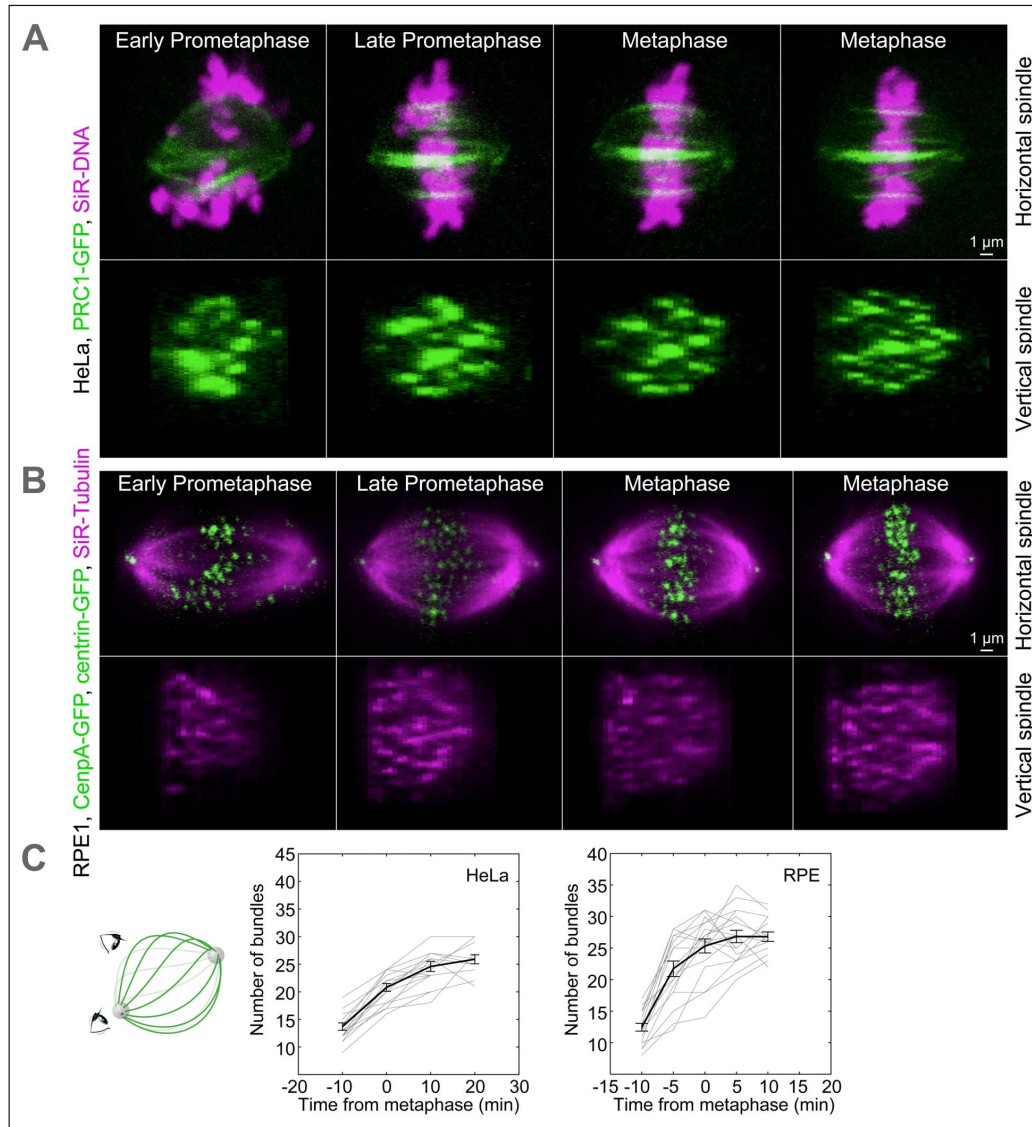 A
Early Prometaphase
Late Prometaphase
Metaphase
Metaphase
HeLa, PRC1-GFP, SiR-DNA
Horizontal spindle
1 µm
Vertical spindle
B
Early Prometaphase
Late Prometaphase
Metaphase
Metaphase
RPE1, CenpA-GFP, centrin-GFP, SiR-Tubulin
Horizontal spindle
1 µm
Vertical spindle
C
HeLa
Number of bundles
45
40
35
30
25
20
15
10
-20 -10 0 10 20 30
Time from metaphase (min)
RPE
Number of bundles
40
35
30
25
20
15
10
-15 -10 -5 0 5 10 15 20
Time from metaphase (min)